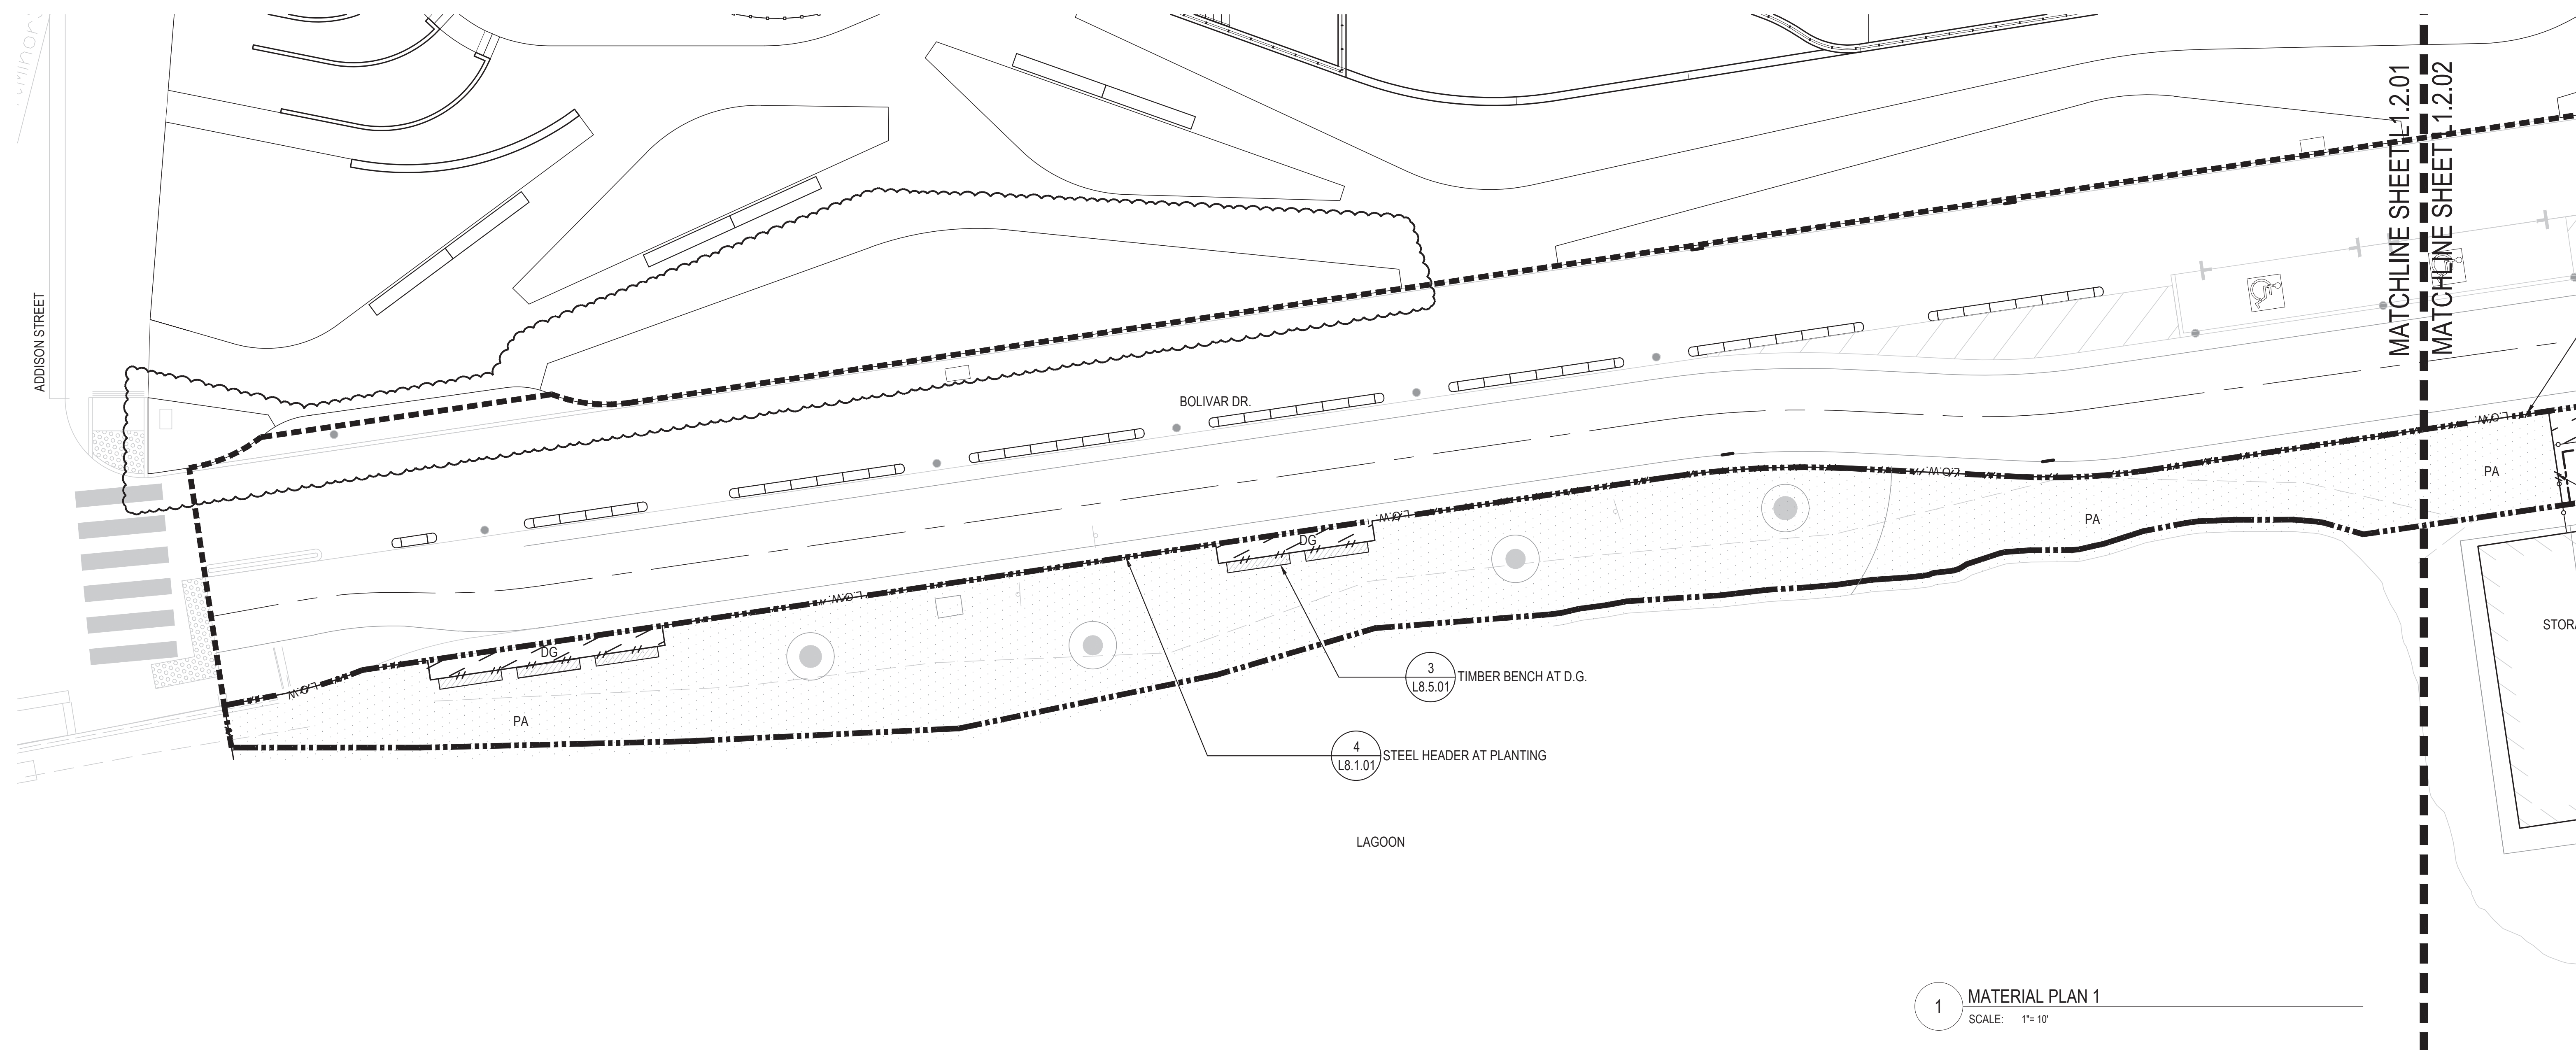 ADDISON STREET
BOLIVAR DR.
MATCHLINE SHEET L1.2.01
MATCHLINE SHEET L1.2.02
L.O.W.
L.O.W.
L.O.W.
L.O.W.
L.O.W.
DG
DG
PA
PA
PA
3
L8.5.01
TIMBER BENCH AT D.G.
4
L8.1.01
STEEL HEADER AT PLANTING
LAGOON
STORA
1
MATERIAL PLAN 1
SCALE: 1"= 10'